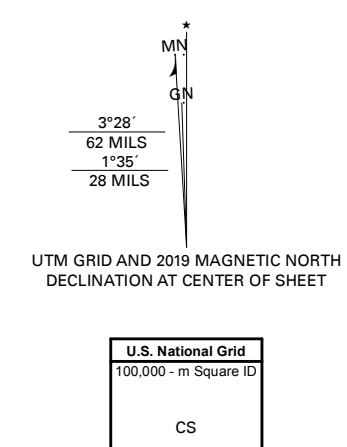 ★
MN
GN
3°28´
62 MILS
1°35´
28 MILS
UTM GRID AND 2019 MAGNETIC NORTH
DECLINATION AT CENTER OF SHEET
U.S. National Grid
100,000 - m Square ID
CS